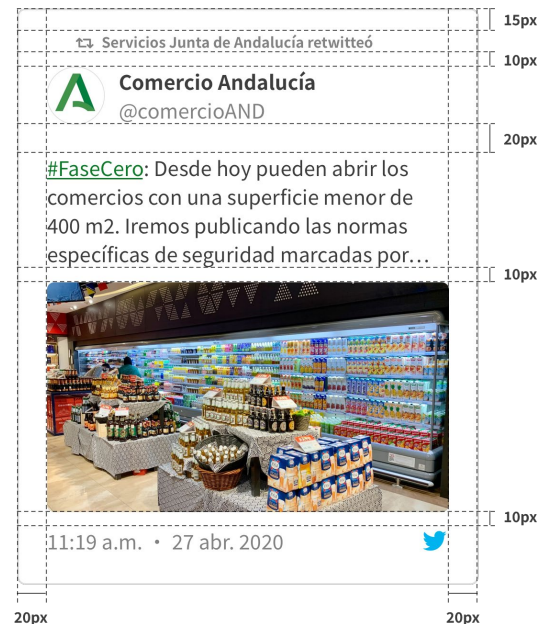 15px
Servicios Junta de Andalucía retwitteó
10px
Comercio Andalucía
@comercioAND
20px
#FaseCero: Desde hoy pueden abrir los
comercios con una superficie menor de
400 m2. Iremos publicando las normas
específicas de seguridad marcadas por…
10px
10px
11:19 a.m. • 27 abr. 2020
20px
20px